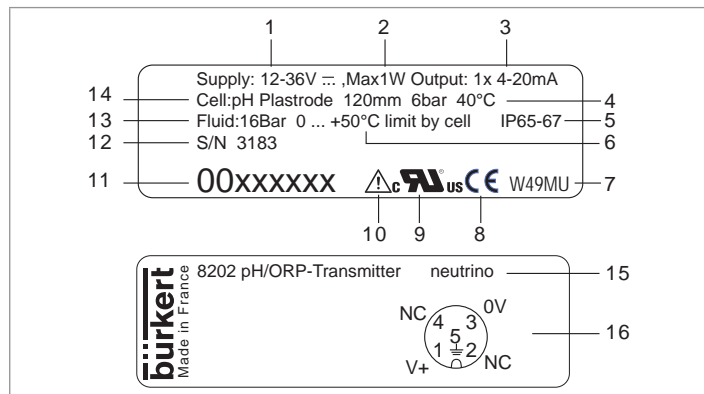 1 2 3
Supply: 12-36V ⎓ ,Max1W Output: 1x 4-20mA
14 Cell:pH Plastrode 120mm 6bar 40°C 4
13 Fluid:16Bar 0 ... +50°C limit by cell IP65-67 5
12 S/N 3183 6
11 00xxxxxx ⚠ c RU ® US CE W49MU 7
10 9 8
bürkert
Made in France
8202 pH/ORP-Transmitter neutrino 15
NC 4 3 0V
5 16
1 2
V+ NC